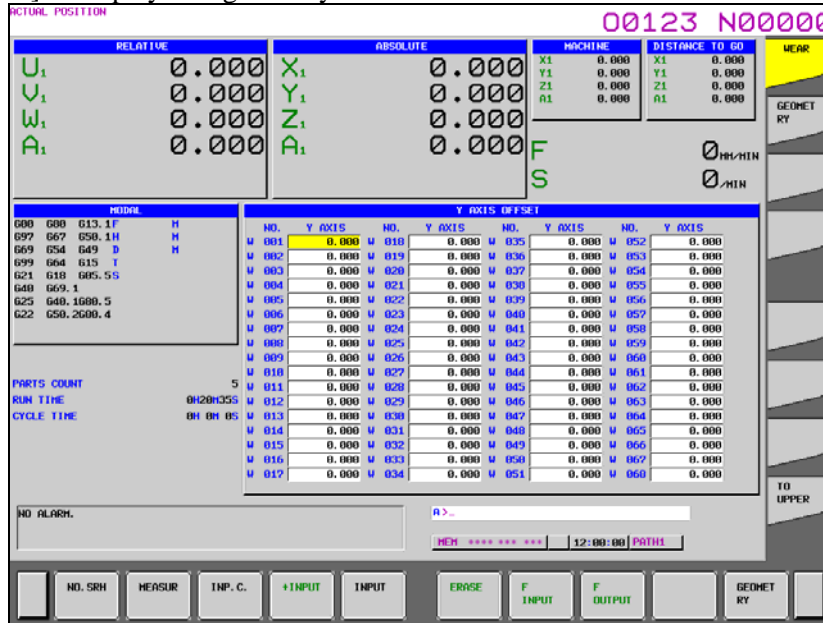 ACTUAL POSITION
O0123 N00000
RELATIVE
U1 0.000
V1 0.000
W1 0.000
A1 0.000
ABSOLUTE
X1 0.000
Y1 0.000
Z1 0.000
A1 0.000
MACHINE
X1 0.000
Y1 0.000
Z1 0.000
A1 0.000
DISTANCE TO GO
X1 0.000
Y1 0.000
Z1 0.000
A1 0.000
F 0 MM/MIN
S 0 /MIN
WEAR
GEOMET
RY
TO
UPPER
MODAL
G00 G80 G13.1 F M
G97 G67 G50.1 H M
G69 G54 G49 D M
G99 G64 G15 T
G21 G18 G05.5 S
G40 G69.1
G25 G40.1 G80.5
G22 G50.2 G00.4
PARTS COUNT 5
RUN TIME 0H20M35S
CYCLE TIME 0H 0M 0S
Y AXIS OFFSET
NO. Y AXIS NO. Y AXIS NO. Y AXIS NO. Y AXIS
W 001 0.000 W 018 0.000 W 035 0.000 W 052 0.000
W 002 0.000 W 019 0.000 W 036 0.000 W 053 0.000
W 003 0.000 W 020 0.000 W 037 0.000 W 054 0.000
W 004 0.000 W 021 0.000 W 038 0.000 W 055 0.000
W 005 0.000 W 022 0.000 W 039 0.000 W 056 0.000
W 006 0.000 W 023 0.000 W 040 0.000 W 057 0.000
W 007 0.000 W 024 0.000 W 041 0.000 W 058 0.000
W 008 0.000 W 025 0.000 W 042 0.000 W 059 0.000
W 009 0.000 W 026 0.000 W 043 0.000 W 060 0.000
W 010 0.000 W 027 0.000 W 044 0.000 W 061 0.000
W 011 0.000 W 028 0.000 W 045 0.000 W 062 0.000
W 012 0.000 W 029 0.000 W 046 0.000 W 063 0.000
W 013 0.000 W 030 0.000 W 047 0.000 W 064 0.000
W 014 0.000 W 031 0.000 W 048 0.000 W 065 0.000
W 015 0.000 W 032 0.000 W 049 0.000 W 066 0.000
W 016 0.000 W 033 0.000 W 050 0.000 W 067 0.000
W 017 0.000 W 034 0.000 W 051 0.000 W 068 0.000
NO ALARM.
A>_
MEM **** *** *** 12:00:00 PATH1
NO. SRH
MEASUR
INP. C.
+INPUT
INPUT
ERASE
F
INPUT
F
OUTPUT
GEOMET
RY